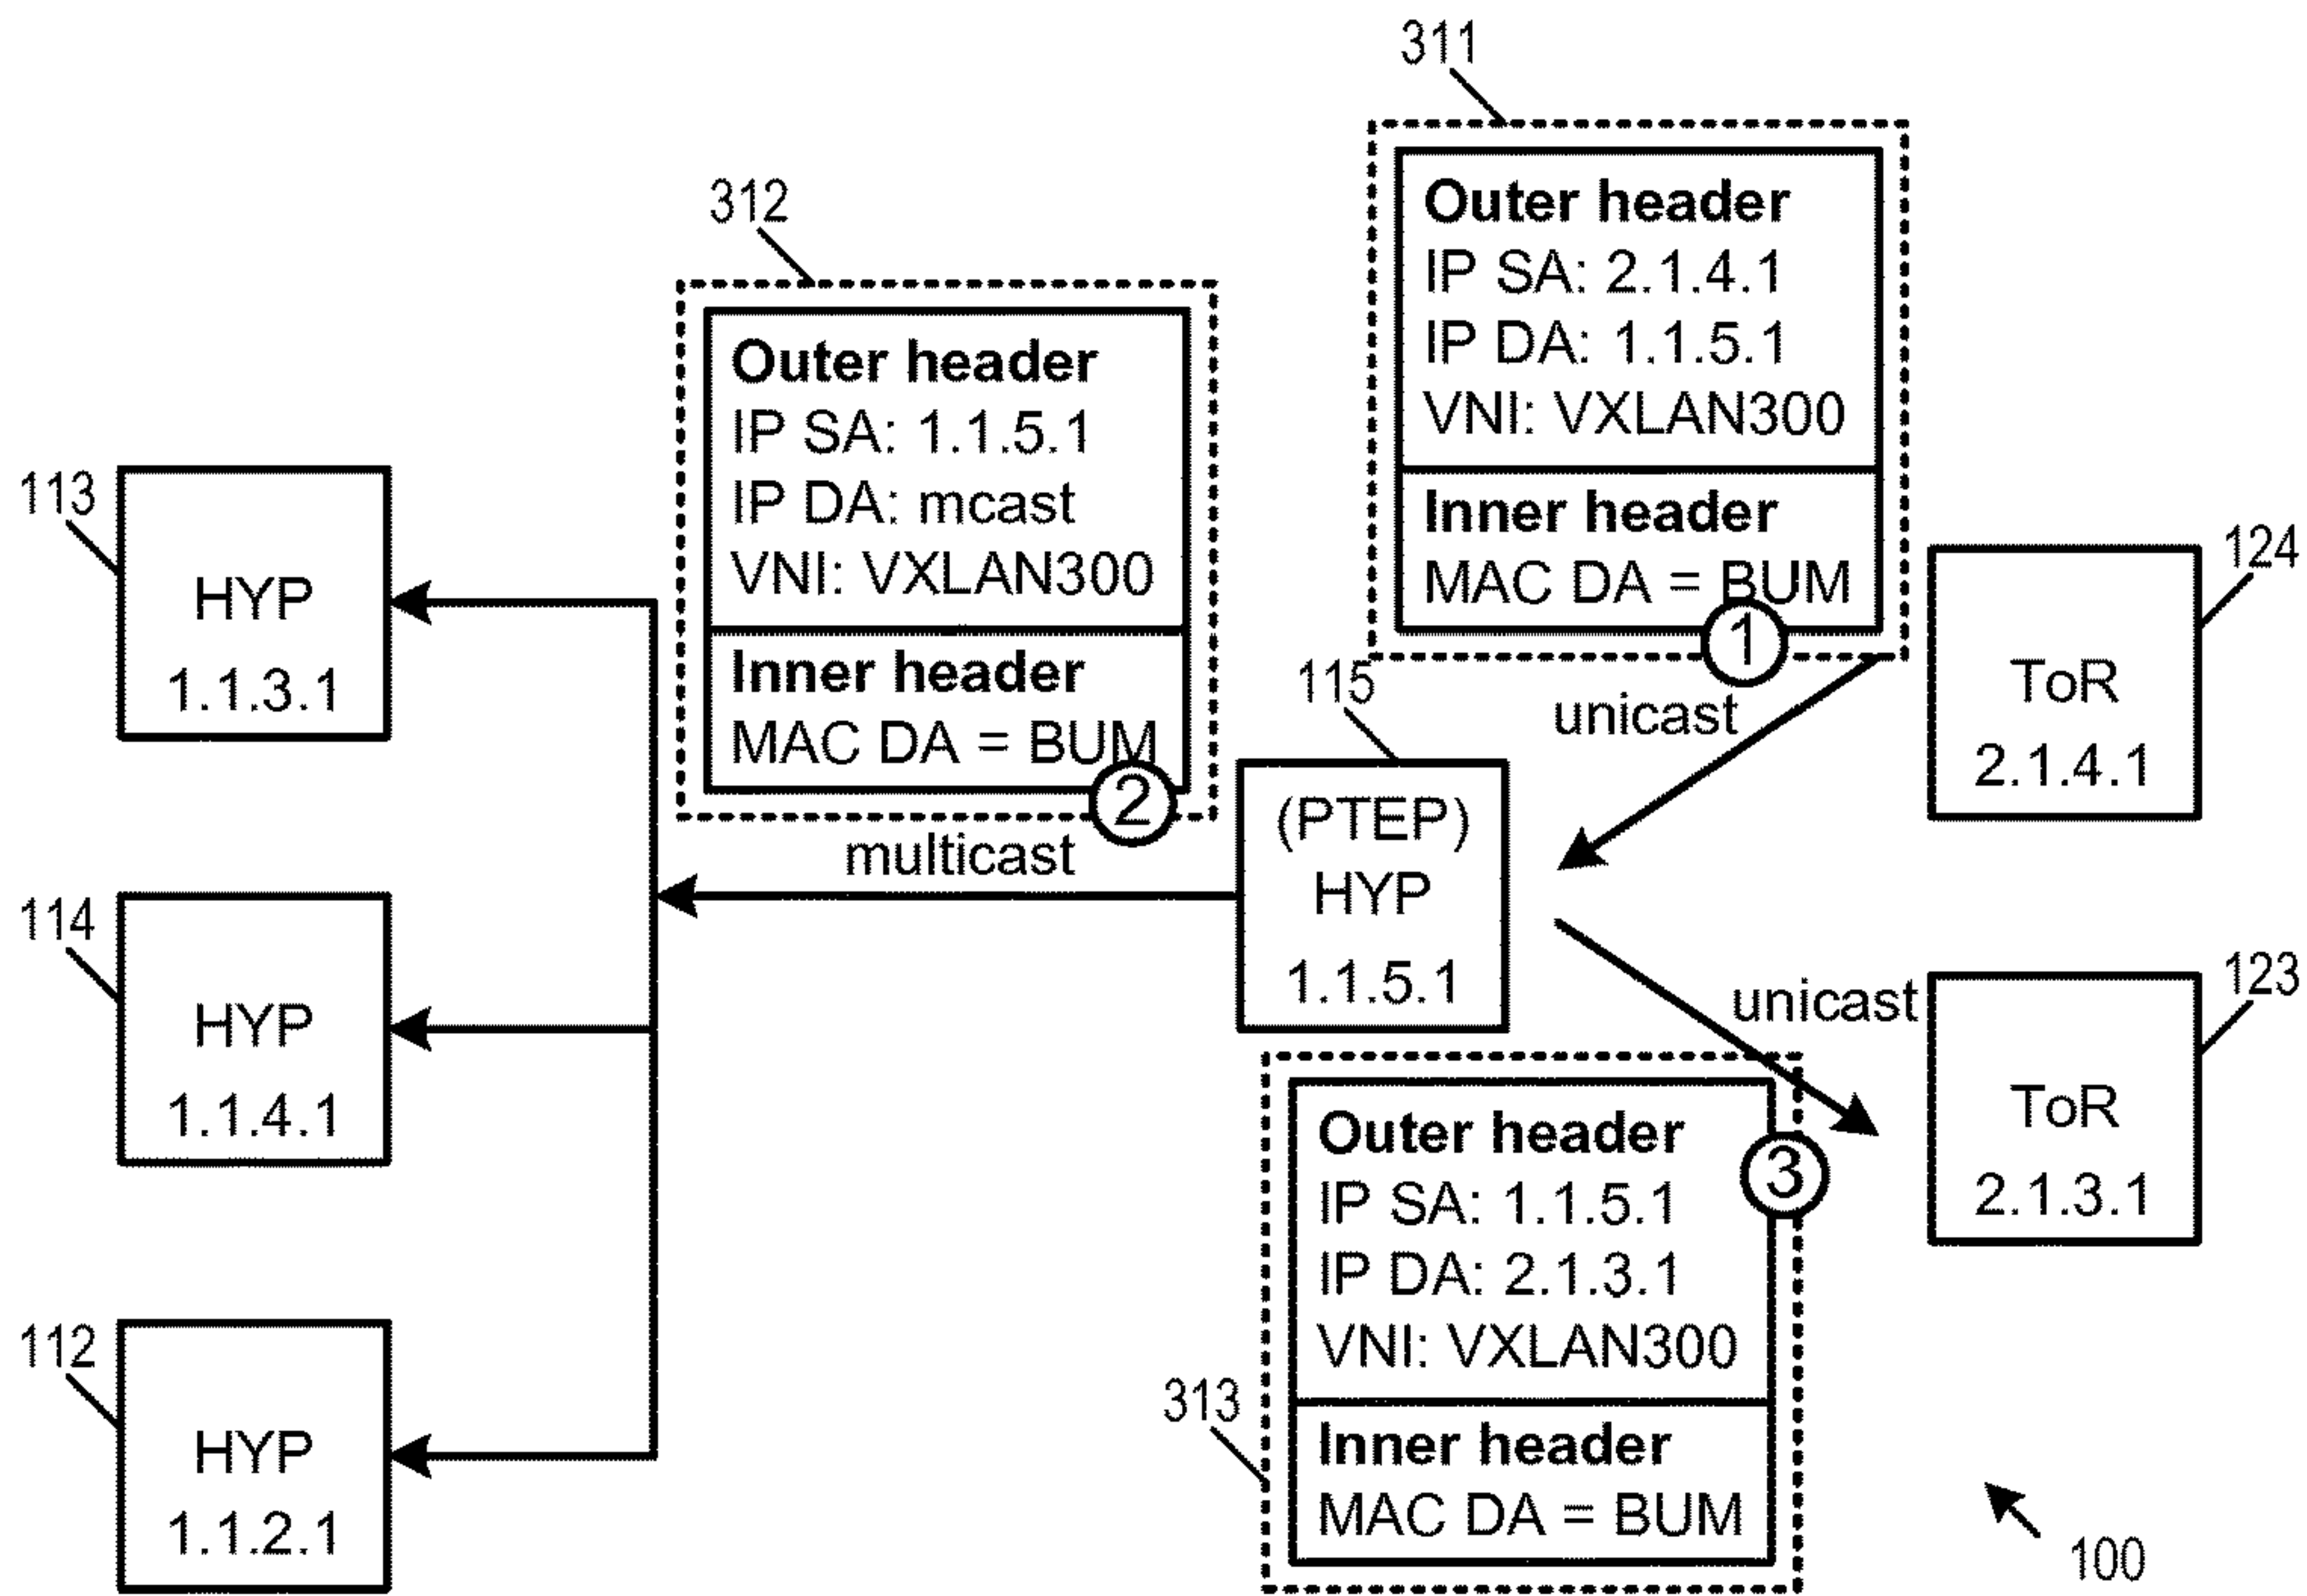 311
312
Outer header
IP SA: 2.1.4.1
IP DA: 1.1.5.1
VNI: VXLAN300
Inner header
MAC DA = BUM
1
unicast
Outer header
IP SA: 1.1.5.1
IP DA: mcast
VNI: VXLAN300
Inner header
MAC DA = BUM
2
multicast
113
HYP
1.1.3.1
124
ToR
2.1.4.1
115
(PTEP)
HYP
1.1.5.1
114
HYP
1.1.4.1
unicast
123
ToR
2.1.3.1
3
Outer header
IP SA: 1.1.5.1
IP DA: 2.1.3.1
VNI: VXLAN300
Inner header
MAC DA = BUM
313
112
HYP
1.1.2.1
100